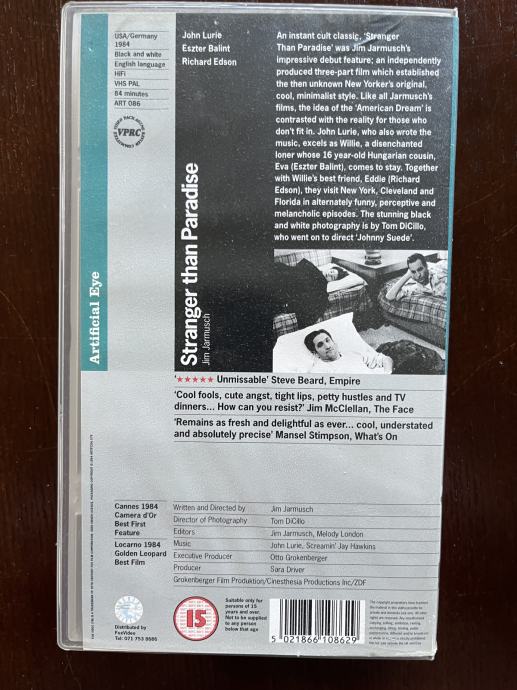 USA/Germany
1984
Black and white
English language
HiFi
VHS PAL
84 minutes
ART 086
VPRC
John Lurie
Eszter Balint
Richard Edson
An instant cult classic, 'Stranger
Than Paradise' was Jim Jarmusch's
impressive debut feature; an independently
produced three-part film which established
the then unknown New Yorker's original,
cool, minimalist style. Like all Jarmusch's
films, the idea of the 'American Dream' is
contrasted with the reality for those who
don't fit in. John Lurie, who also wrote the
music, excels as Willie, a disenchanted
loner whose 16 year-old Hungarian cousin,
Eva (Eszter Balint), comes to stay. Together
with Willie's best friend, Eddie (Richard
Edson), they visit New York, Cleveland and
Florida in alternately funny, perceptive and
melancholic episodes. The stunning black
and white photography is by Tom DiCillo,
who went on to direct 'Johnny Suede'.
Stranger than Paradise
Jim Jarmusch
Artificial Eye
'★★★★★ Unmissable' Steve Beard, Empire
'Cool fools, cute angst, tight lips, petty hustles and TV
dinners... How can you resist?' Jim McClellan, The Face
'Remains as fresh and delightful as ever... cool, understated
and absolutely precise' Mansel Stimpson, What's On
Cannes 1984
Camera d'Or
Best First
Feature
Locarno 1984
Golden Leopard
Best Film
Written and Directed by Jim Jarmusch
Director of Photography Tom DiCillo
Editors Jim Jarmusch, Melody London
Music John Lurie, Screamin' Jay Hawkins
Executive Producer Otto Grokenberger
Producer Sara Driver
Grokenberger Film Produktion/Cinesthesia Productions Inc/ZDF
Distributed by
FoxVideo
Tel: 071 753 8686
15
Suitable only for
persons of 15
years and over.
Not to be supplied
to any person
below that age
5 021866 108629